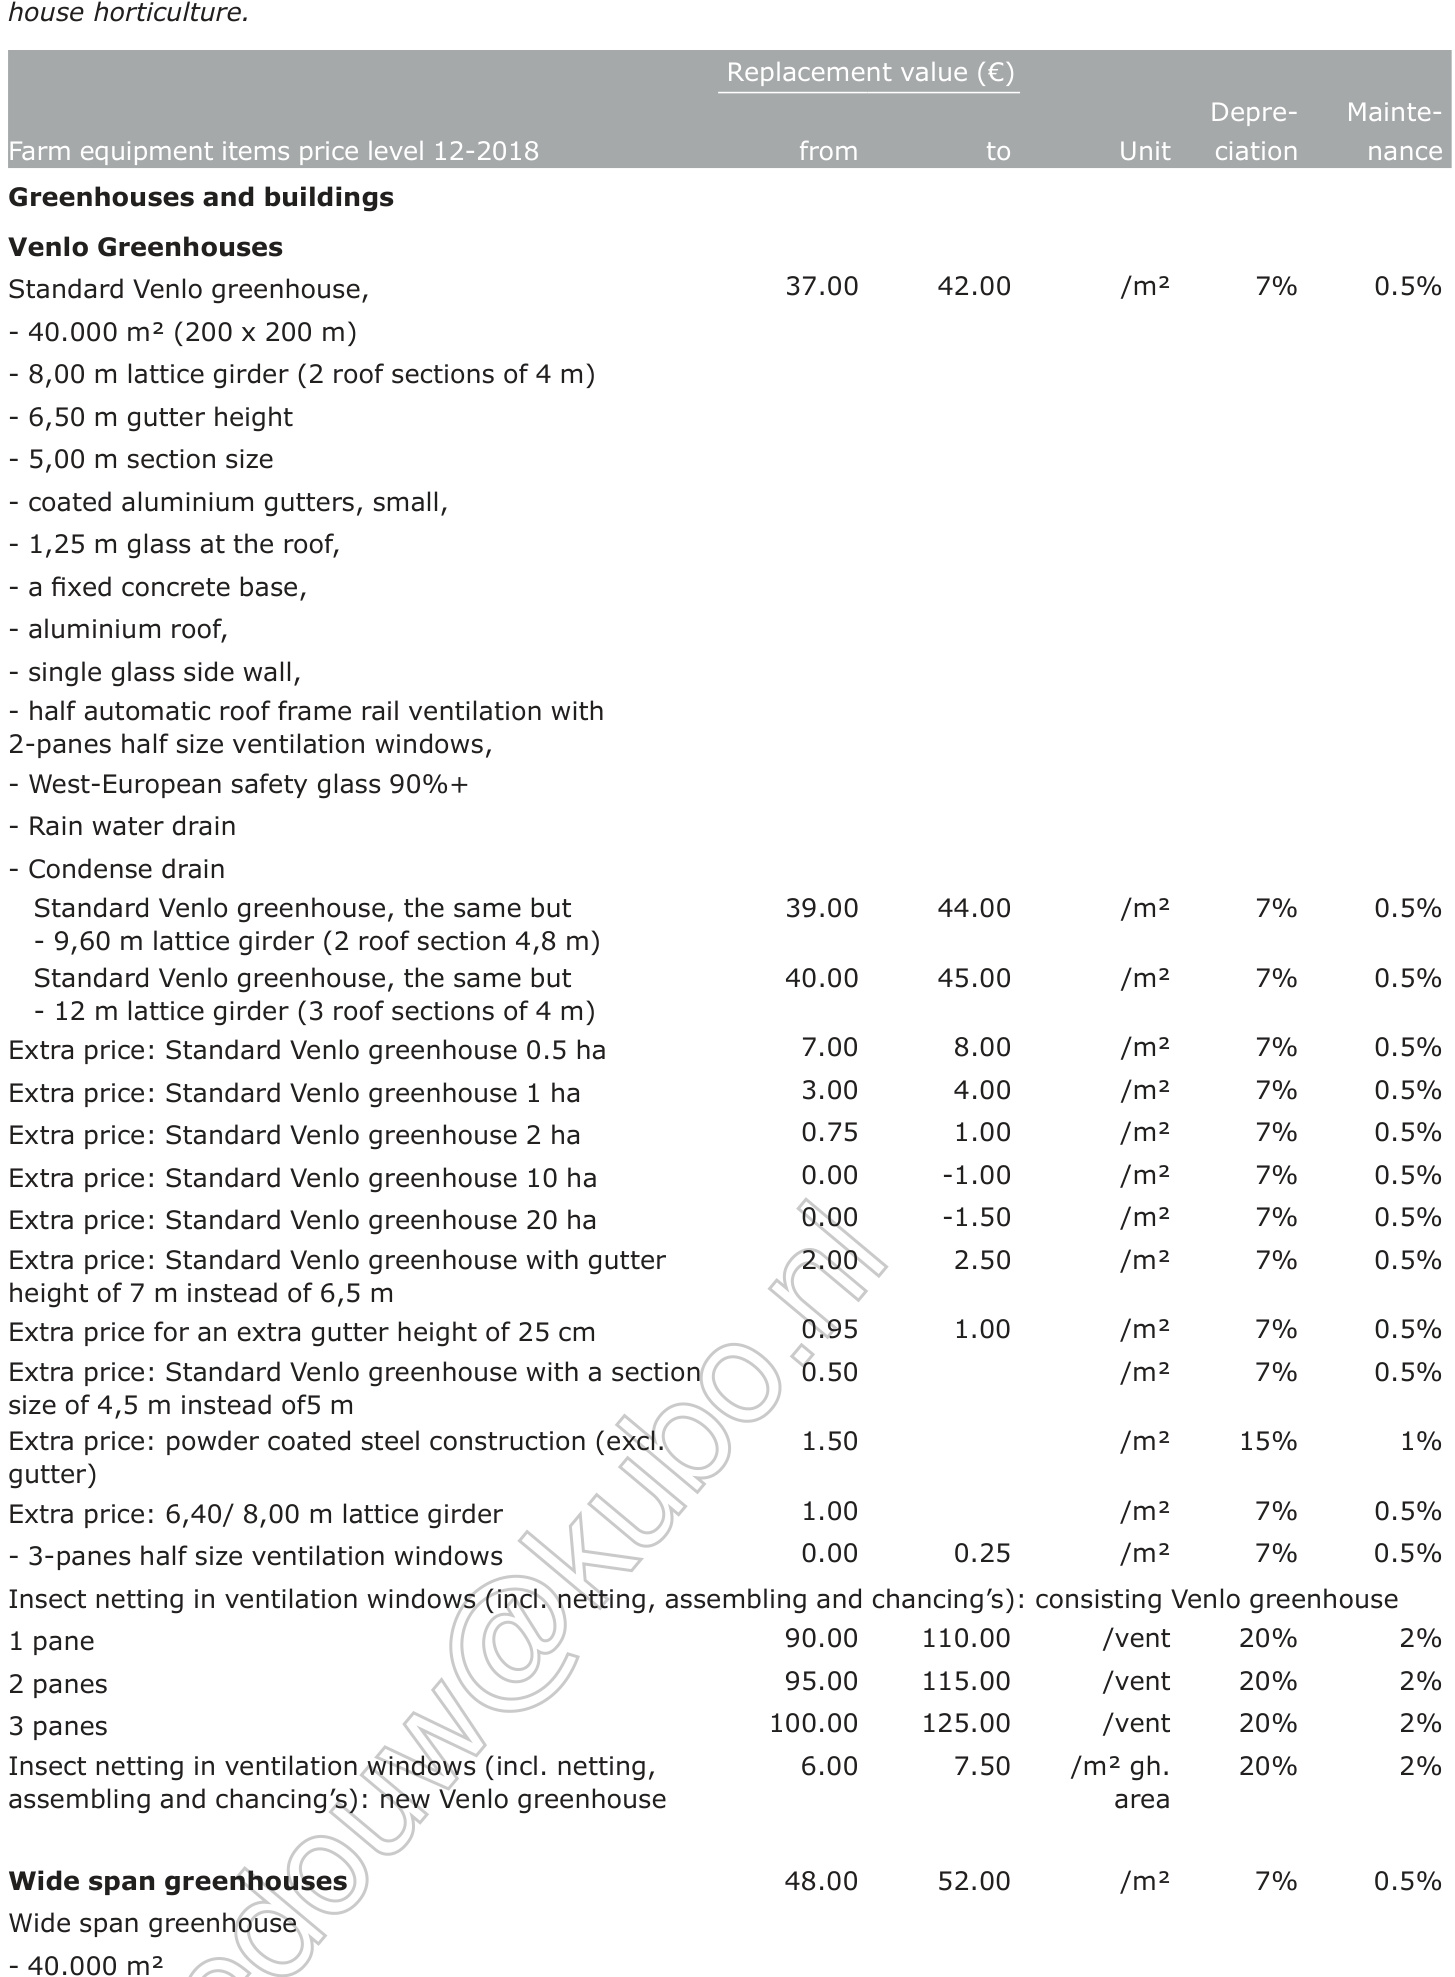 house horticulture.
Replacement value (€)
Depre- Mainte-
Farm equipment items price level 12-2018 from to Unit ciation nance
Greenhouses and buildings
Venlo Greenhouses
Standard Venlo greenhouse, 37.00 42.00 /m² 7% 0.5%
- 40.000 m² (200 x 200 m)
- 8,00 m lattice girder (2 roof sections of 4 m)
- 6,50 m gutter height
- 5,00 m section size
- coated aluminium gutters, small,
- 1,25 m glass at the roof,
- a fixed concrete base,
- aluminium roof,
- single glass side wall,
- half automatic roof frame rail ventilation with
2-panes half size ventilation windows,
- West-European safety glass 90%+
- Rain water drain
- Condense drain
Standard Venlo greenhouse, the same but 39.00 44.00 /m² 7% 0.5%
- 9,60 m lattice girder (2 roof section 4,8 m)
Standard Venlo greenhouse, the same but 40.00 45.00 /m² 7% 0.5%
- 12 m lattice girder (3 roof sections of 4 m)
Extra price: Standard Venlo greenhouse 0.5 ha 7.00 8.00 /m² 7% 0.5%
Extra price: Standard Venlo greenhouse 1 ha 3.00 4.00 /m² 7% 0.5%
Extra price: Standard Venlo greenhouse 2 ha 0.75 1.00 /m² 7% 0.5%
Extra price: Standard Venlo greenhouse 10 ha 0.00 -1.00 /m² 7% 0.5%
Extra price: Standard Venlo greenhouse 20 ha 0.00 -1.50 /m² 7% 0.5%
Extra price: Standard Venlo greenhouse with gutter 2.00 2.50 /m² 7% 0.5%
height of 7 m instead of 6,5 m
Extra price for an extra gutter height of 25 cm 0.95 1.00 /m² 7% 0.5%
Extra price: Standard Venlo greenhouse with a section 0.50 /m² 7% 0.5%
size of 4,5 m instead of5 m
Extra price: powder coated steel construction (excl. 1.50 /m² 15% 1%
gutter)
Extra price: 6,40/ 8,00 m lattice girder 1.00 /m² 7% 0.5%
- 3-panes half size ventilation windows 0.00 0.25 /m² 7% 0.5%
Insect netting in ventilation windows (incl. netting, assembling and chancing’s): consisting Venlo greenhouse
1 pane 90.00 110.00 /vent 20% 2%
2 panes 95.00 115.00 /vent 20% 2%
3 panes 100.00 125.00 /vent 20% 2%
Insect netting in ventilation windows (incl. netting, 6.00 7.50 /m² gh. 20% 2%
assembling and chancing’s): new Venlo greenhouse area
Wide span greenhouses 48.00 52.00 /m² 7% 0.5%
Wide span greenhouse
- 40.000 m²
edouw@kubo.nl